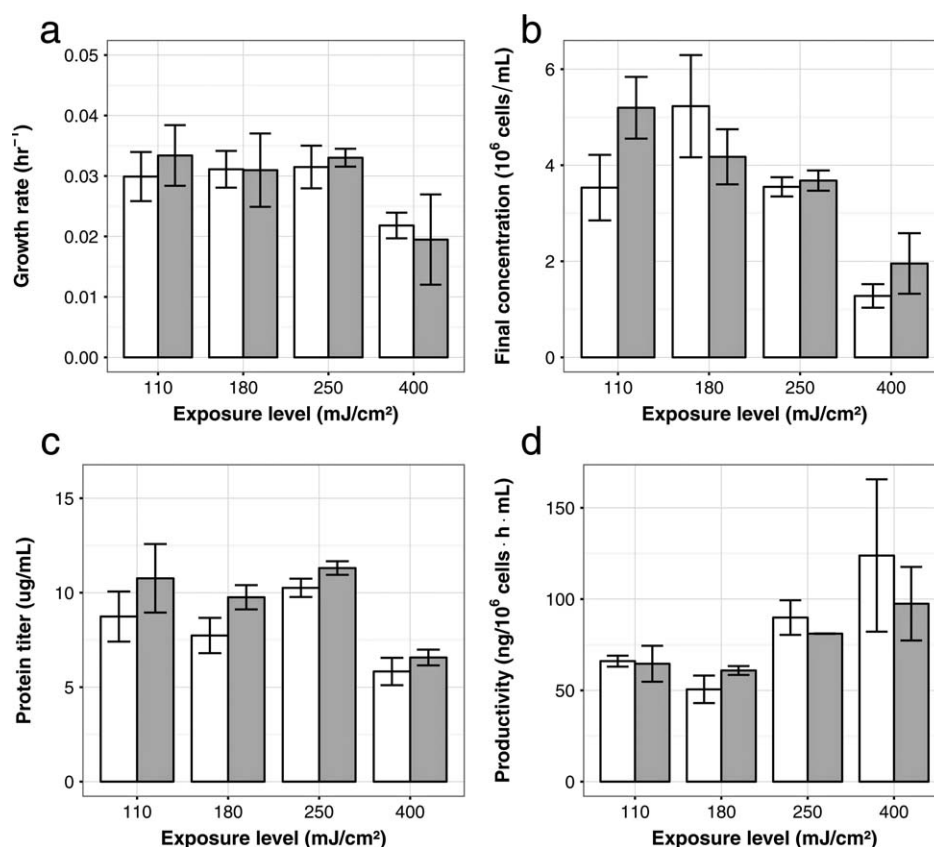 a
Growth rate (hr⁻¹)
0.05
0.04
0.03
0.02
0.01
0.00
110 180 250 400
Exposure level (mJ/cm²)
b
Final concentration (10⁶ cells/mL)
6
4
2
0
110 180 250 400
Exposure level (mJ/cm²)
c
Protein titer (ug/mL)
15
10
5
0
110 180 250 400
Exposure level (mJ/cm²)
d
Productivity (ng/10⁶ cells · h · mL)
150
100
50
0
110 180 250 400
Exposure level (mJ/cm²)